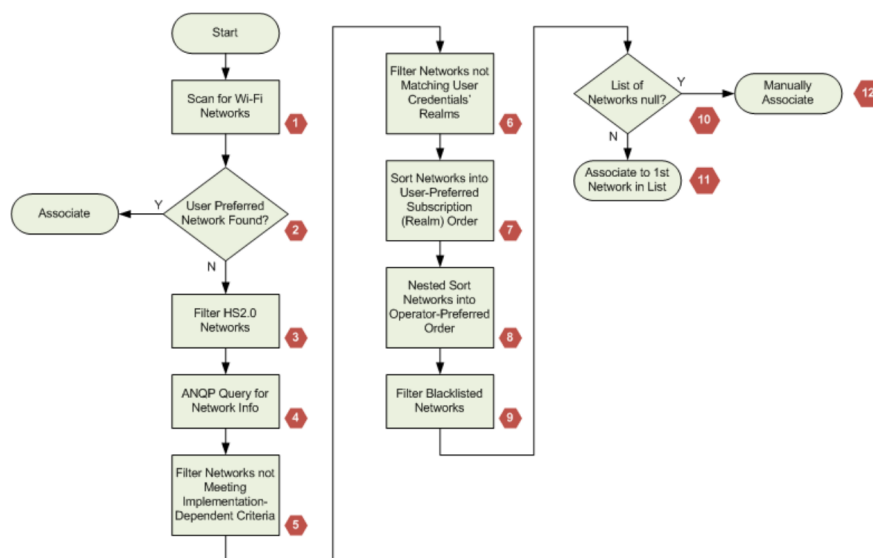 Start
Scan for Wi-Fi
Networks
1
User Preferred
Network Found?
2
Y
Associate
N
Filter HS2.0
Networks
3
ANQP Query for
Network Info
4
Filter Networks not
Meeting
Implementation-
Dependent Criteria
5
Filter Networks not
Matching User
Credentials'
Realms
6
Sort Networks into
User-Preferred
Subscription
(Realm) Order
7
Nested Sort
Networks into
Operator-Preferred
Order
8
Filter Blacklisted
Networks
9
List of
Networks null?
10
Y
Manually
Associate
12
N
Associate to 1st
Network in List
11